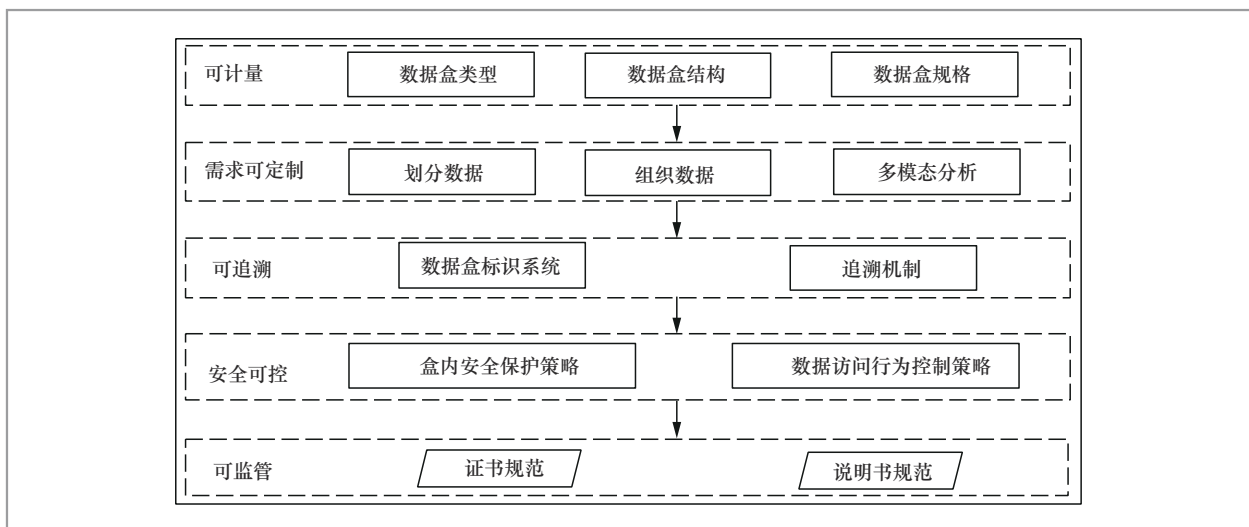 可计量 数据盒类型 数据盒结构 数据盒规格
需求可定制 划分数据 组织数据 多模态分析
可追溯 数据盒标识系统 追溯机制
安全可控 盒内安全保护策略 数据访问行为控制策略
可监管 证书规范 说明书规范